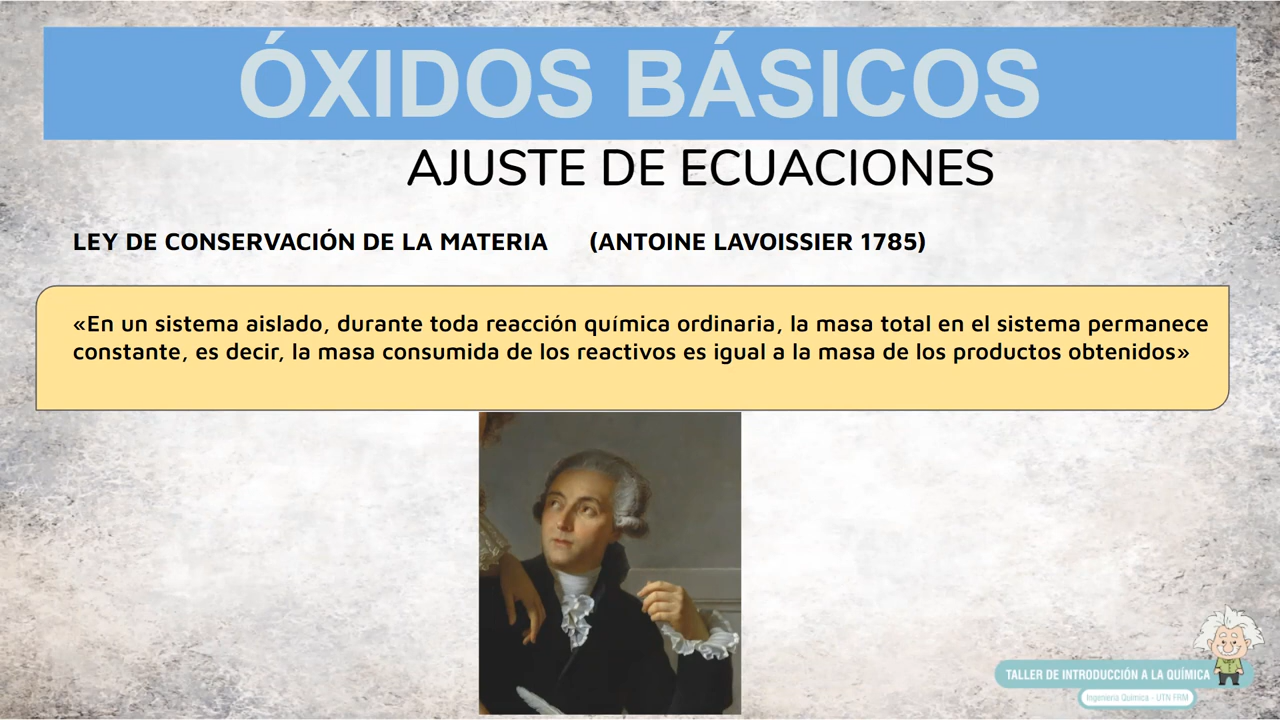 ÓXIDOS BÁSICOS
AJUSTE DE ECUACIONES
LEY DE CONSERVACIÓN DE LA MATERIA (ANTOINE LAVOISSIER 1785)
«En un sistema aislado, durante toda reacción química ordinaria, la masa total en el sistema permanece
constante, es decir, la masa consumida de los reactivos es igual a la masa de los productos obtenidos»
TALLER DE INTRODUCCIÓN A LA QUÍMICA
Ingeniería Química - UTN FRM